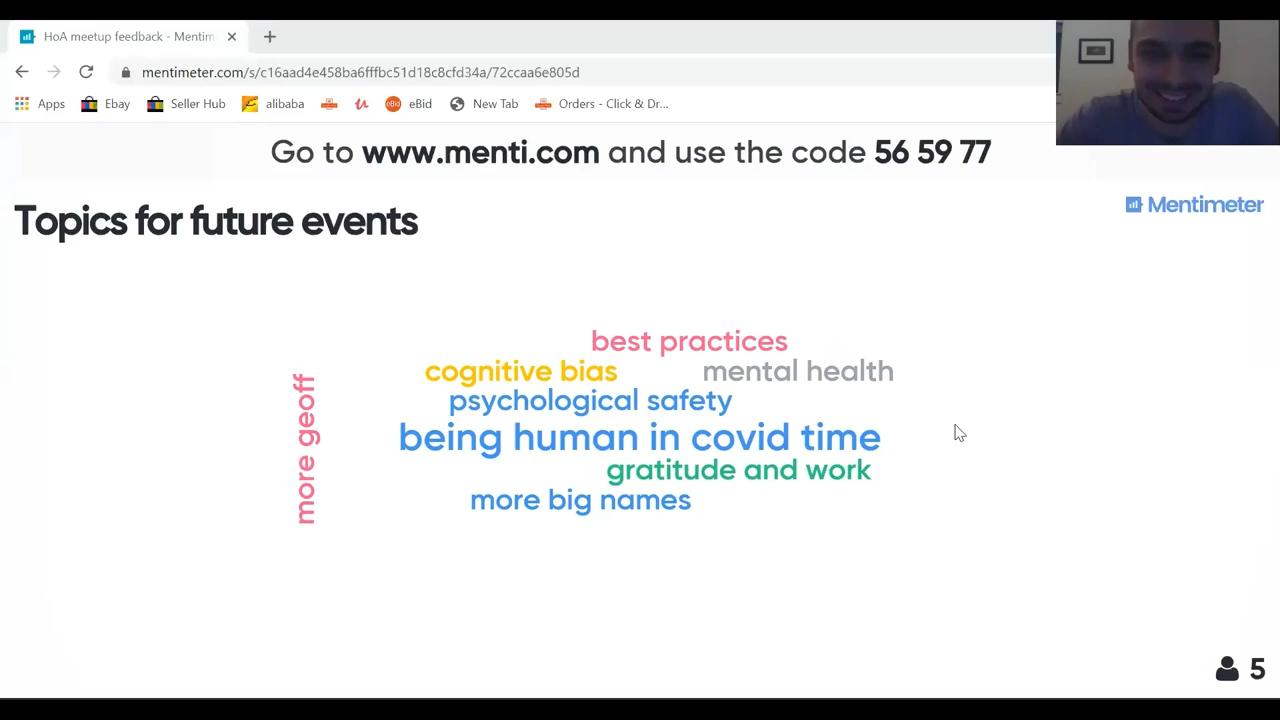 HoA meetup feedback - Mentim
mentimeter.com/s/c16aad4e458ba6fffbc51d18c8cfd34a/72ccaa6e805d
Apps Ebay Seller Hub alibaba eBid New Tab Orders - Click & Dr...
Go to www.menti.com and use the code 56 59 77
Topics for future events
Mentimeter
best practices
cognitive bias mental health
psychological safety
more geoff
being human in covid time
gratitude and work
more big names
5